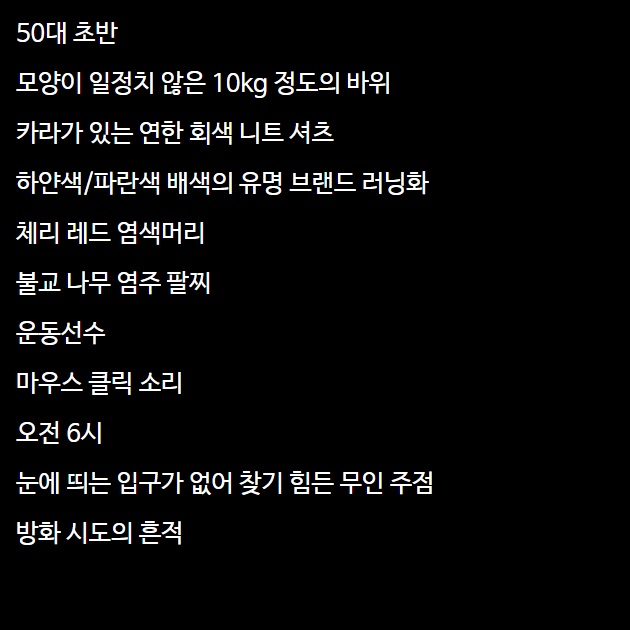 50대 초반
모양이 일정치 않은 10kg 정도의 바위
카라가 있는 연한 회색 니트 셔츠
하얀색/파란색 배색의 유명 브랜드 러닝화
체리 레드 염색머리
불교 나무 염주 팔찌
운동선수
마우스 클릭 소리
오전 6시
눈에 띄는 입구가 없어 찾기 힘든 무인 주점
방화 시도의 흔적